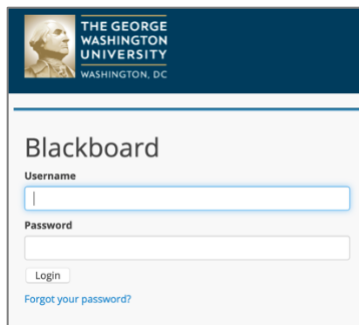 THE GEORGE
WASHINGTON
UNIVERSITY
WASHINGTON, DC
Blackboard
Username
Password
Login
Forgot your password?